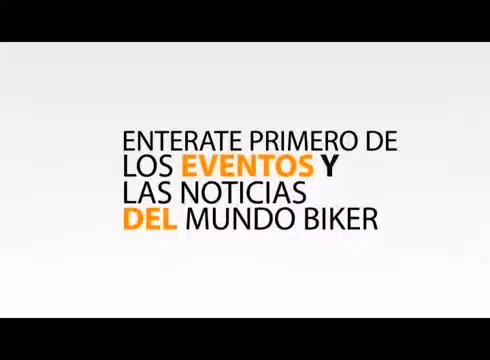 ENTERATE PRIMERO DE
LOS EVENTOS Y
LAS NOTICIAS
DEL MUNDO BIKER